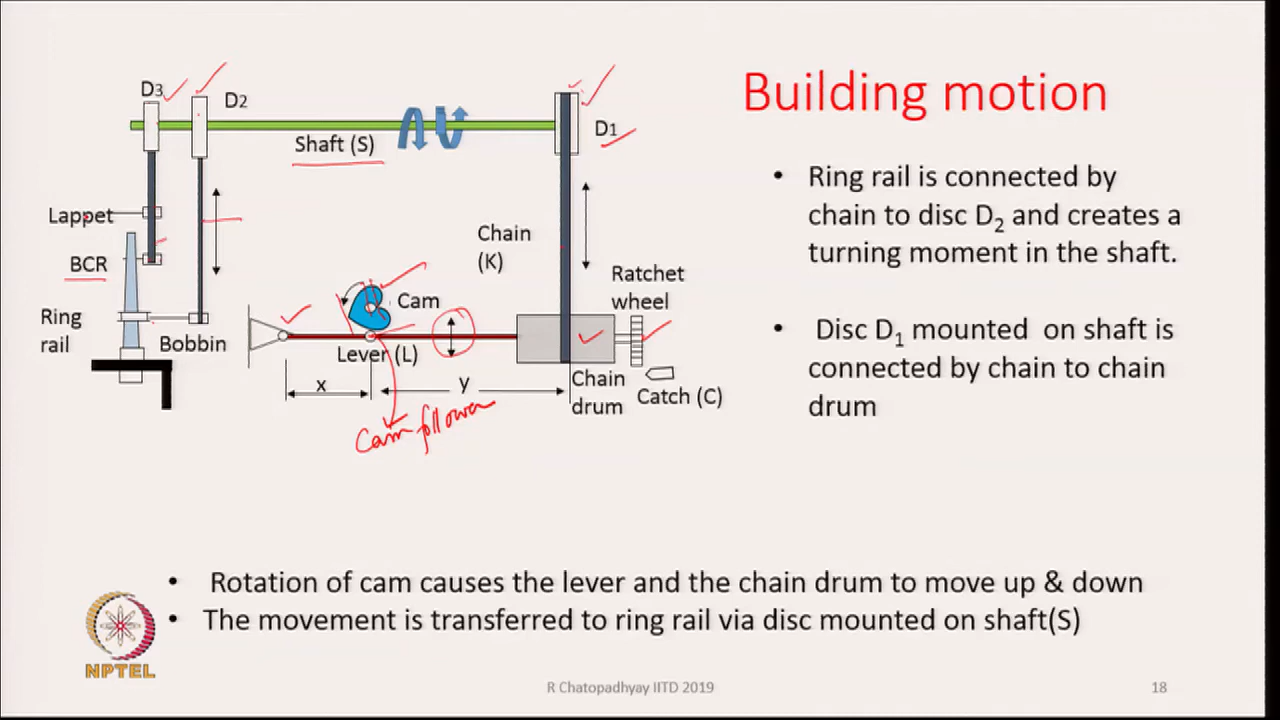 Building motion
D3
D2
D1
Shaft (S)
Lappet
BCR
Ring
rail
Bobbin
Cam
Lever (L)
x
y
Chain
(K)
Ratchet
wheel
Chain
drum
Catch (C)
Cam follower
• Ring rail is connected by
chain to disc D2 and creates a
turning moment in the shaft.
• Disc D1 mounted on shaft is
connected by chain to chain
drum
• Rotation of cam causes the lever and the chain drum to move up & down
• The movement is transferred to ring rail via disc mounted on shaft(S)
NPTEL
R Chatopadhyay IITD 2019
18